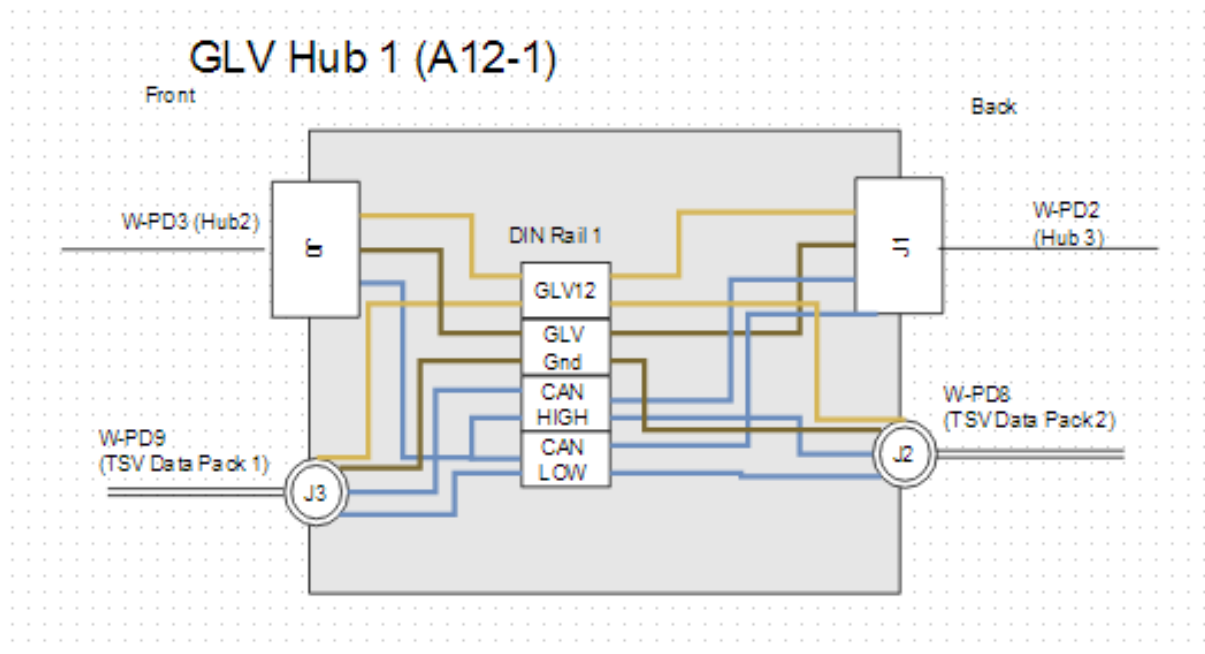 GLV Hub 1 (A12-1)
Front
Back
W-PD3 (Hub2)
W-PD2
(Hub 3)
DIN Rail 1
J1
GLV12
GLV
Gnd
CAN
HIGH
CAN
LOW
W-PD8
(TSV Data Pack 2)
J2
W-PD9
(TSV Data Pack 1)
J3